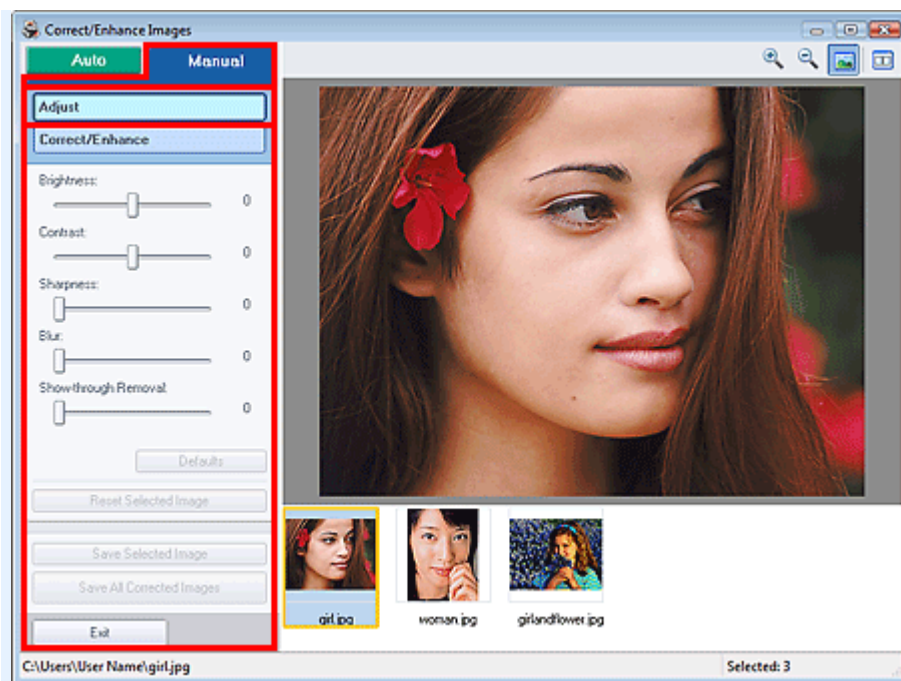 Correct/Enhance Images
Auto Manual
Adjust
Correct/Enhance
Brightness:
0
Contrast:
0
Sharpness:
0
Blur:
0
Show-through Removal:
0
Defaults
Reset Selected Image
Save Selected Image
Save All Corrected Images
Exit
girl.jpg woman.jpg girlandflower.jpg
C:\Users\User Name\girl.jpg Selected: 3